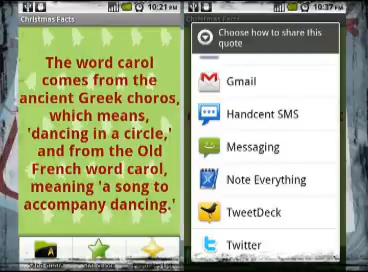 10:21 PM
Christmas Facts
The word carol
comes from the
ancient Greek choros,
which means,
'dancing in a circle,'
and from the Old
French word carol,
meaning 'a song to
accompany dancing.'
10:37 PM
Christmas Facts
Choose how to share this
quote
Gmail
Handcent SMS
Messaging
Note Everything
TweetDeck
Twitter